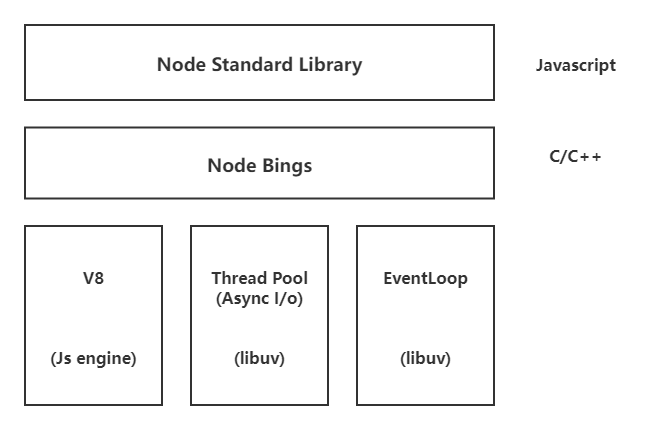 Node Standard Library
Javascript
Node Bings
C/C++
V8
(Js engine)
Thread Pool
(Async I/o)
(libuv)
EventLoop
(libuv)